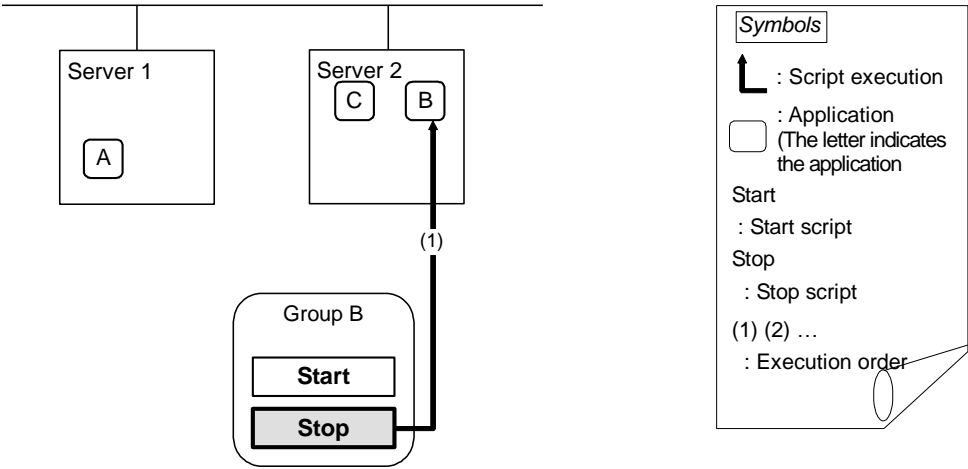 Server 1
Server 2
C
B
A
(1)
Group B
Start
Stop
Symbols
: Script execution
: Application
(The letter indicates
the application
Start
: Start script
Stop
: Stop script
(1) (2) …
: Execution order